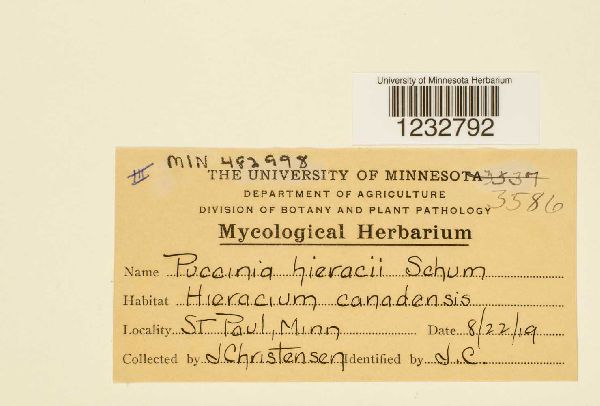 University of Minnesota Herbarium
1232792
MIN 482998
III
THE UNIVERSITY OF MINNESOTA 3537
DEPARTMENT OF AGRICULTURE 3586
DIVISION OF BOTANY AND PLANT PATHOLOGY
Mycological Herbarium
Name Puccinia hieracii Schum
Habitat Hieracium canadensis
Locality St Paul, Minn Date 8/22/19
Collected by J Christensen Identified by J.C.